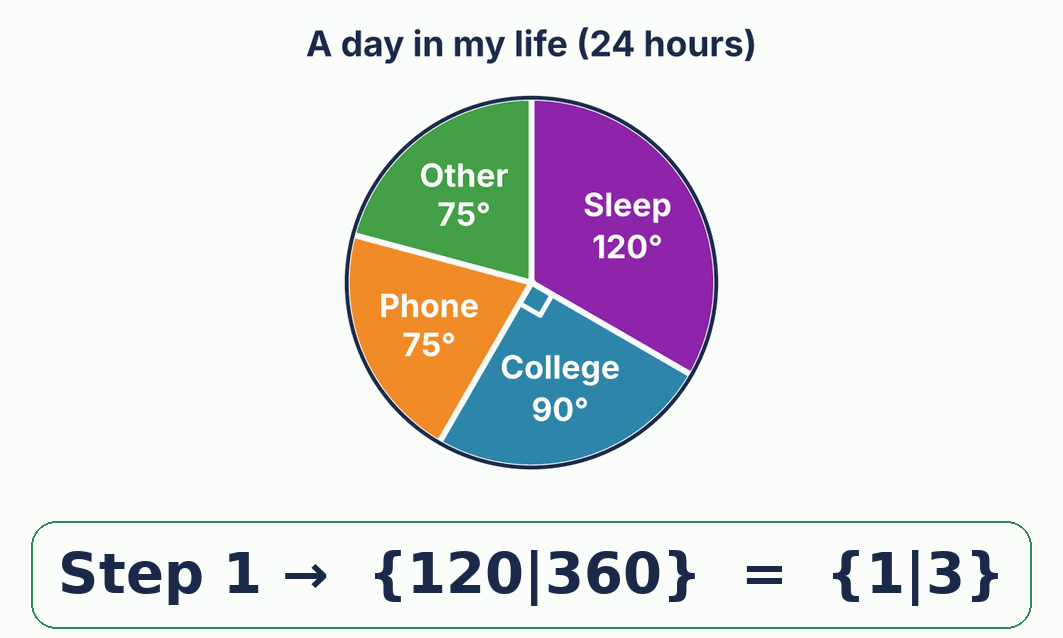 A day in my life (24 hours)
Other
75°
Sleep
120°
Phone
75°
College
90°
Step 1 → {120|360} = {1|3}